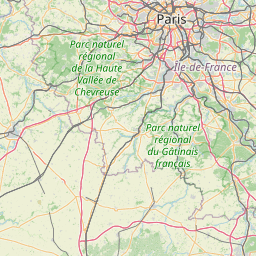 Paris
Parc naturel
régional
de la Haute
Vallée de
Chevreuse
Île-de-France
Parc naturel
régional
du Gâtinais
français